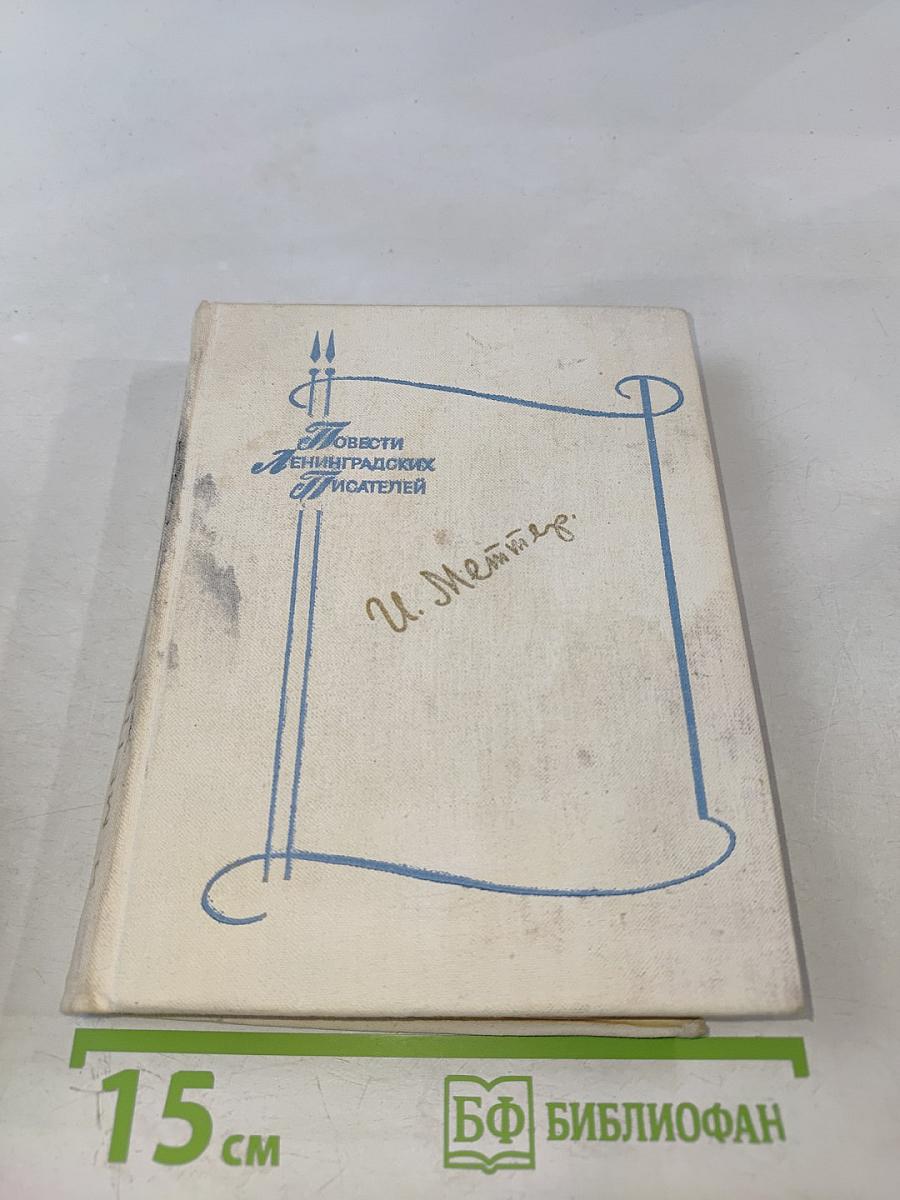 Повести
Ленинградских
Писателей
И. Меттер.
15 см
БФ БИБЛИОФАН